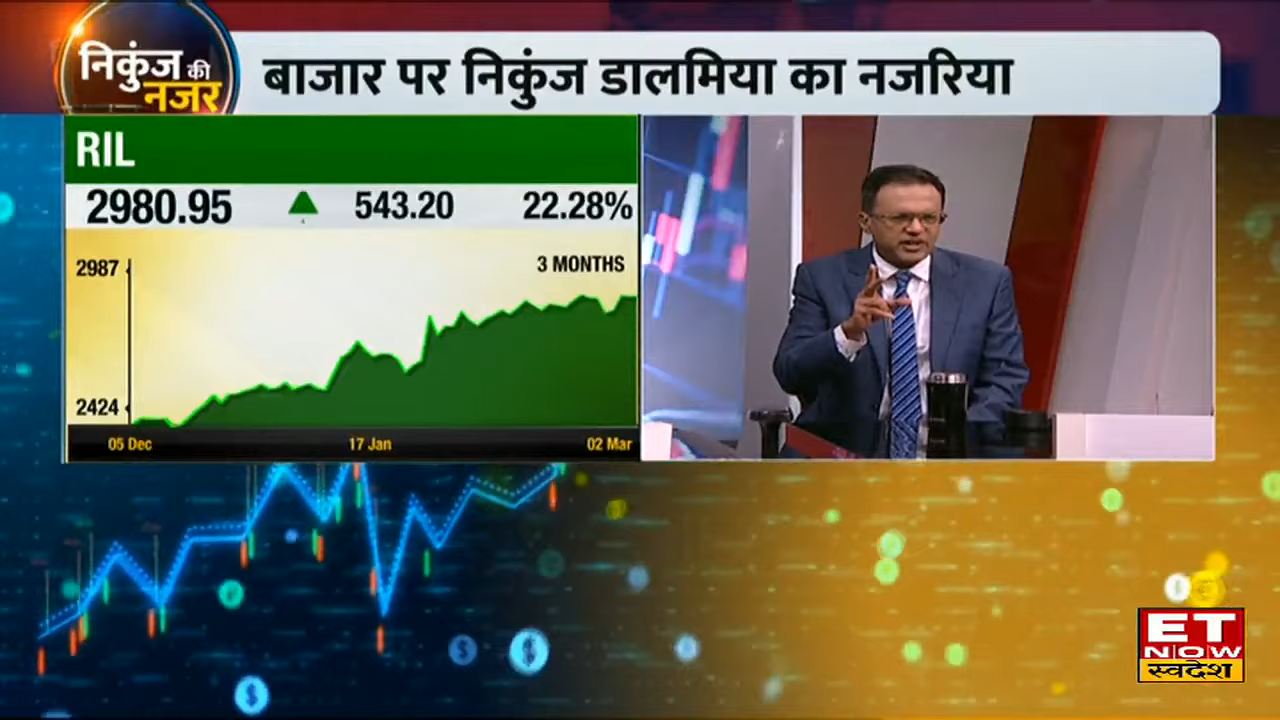 निकुंज की
नजर
बाजार पर निकुंज डालमिया का नजरिया
RIL
2980.95 ▲ 543.20 22.28%
3 MONTHS
2987
2424
05 Dec 17 Jan 02 Mar
ET
NOW
स्वदेश